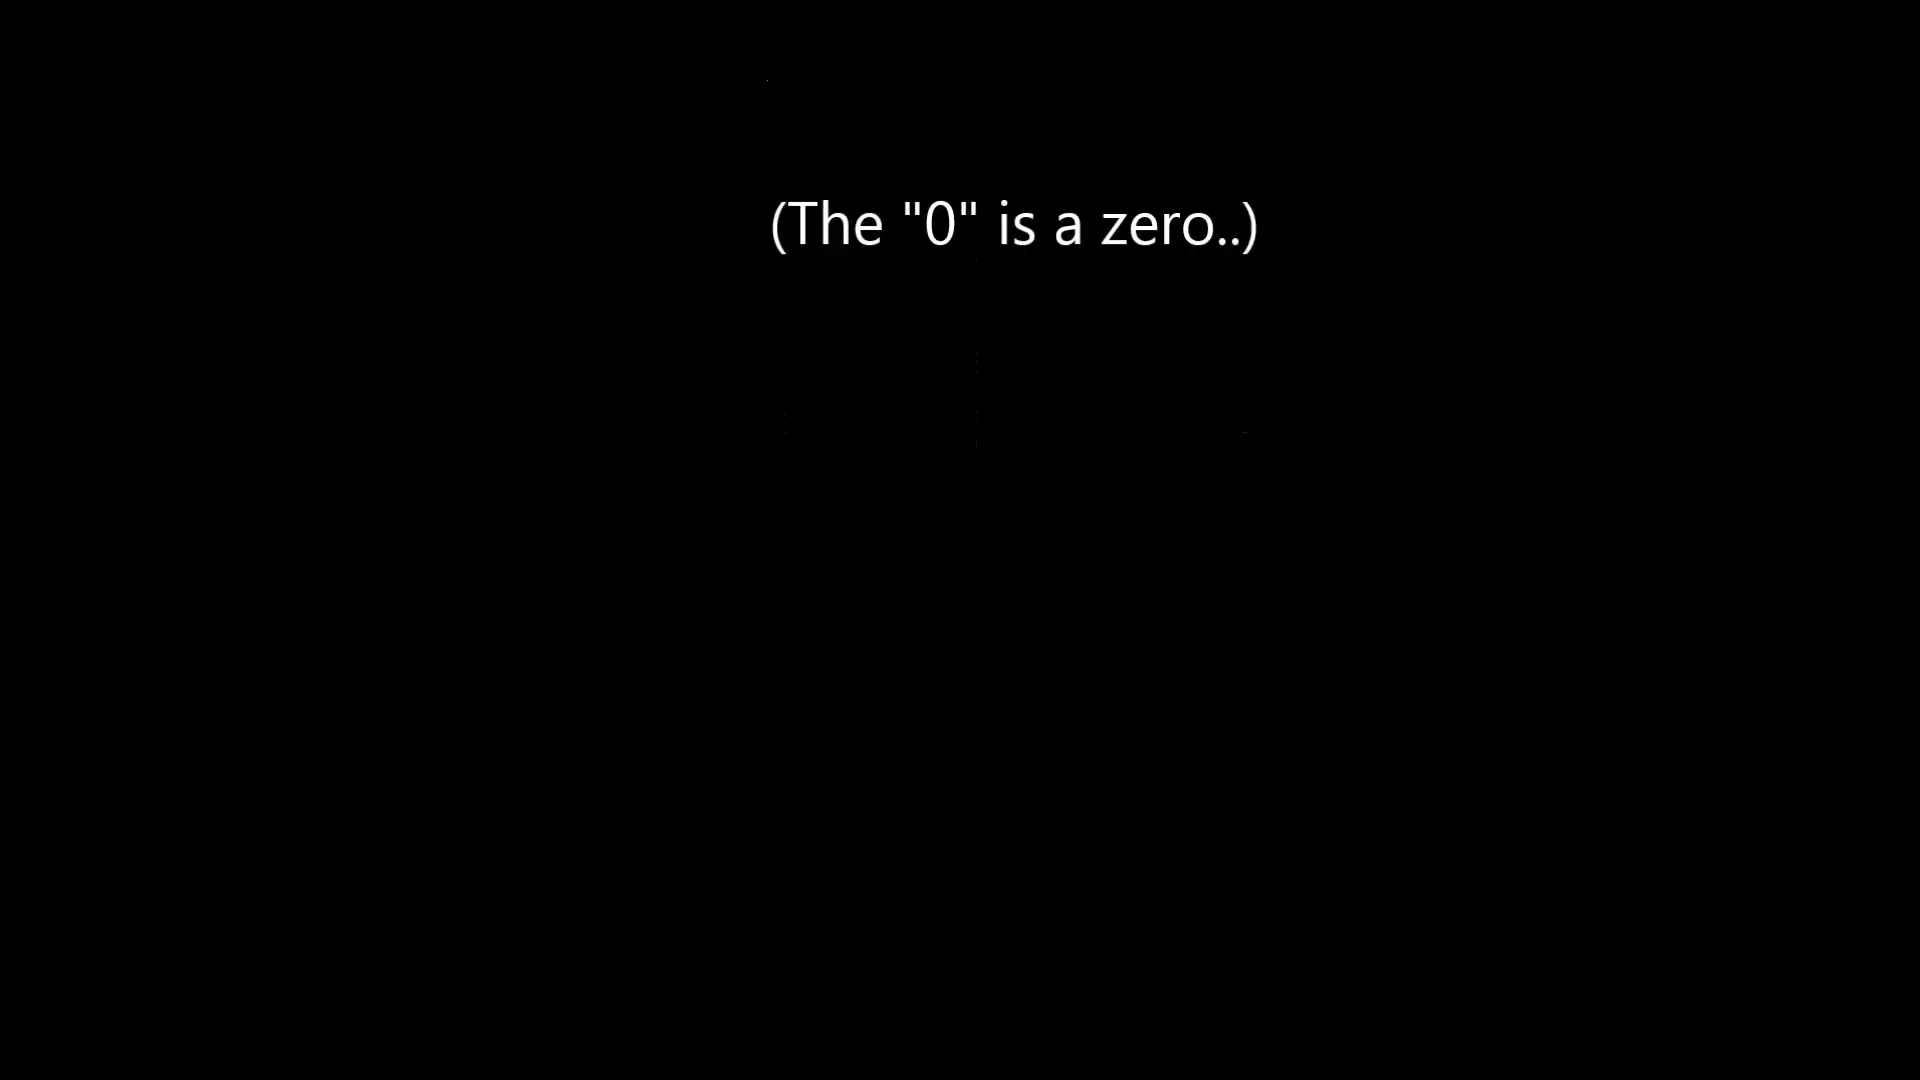 (The "0" is a zero..)